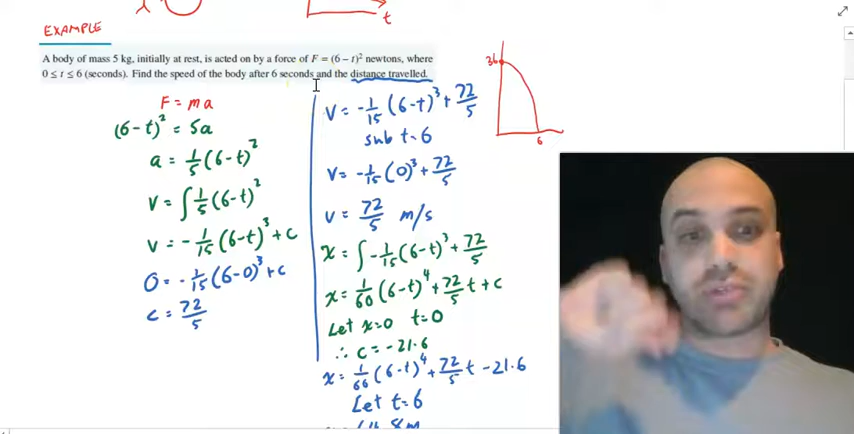 t
EXAMPLE
A body of mass 5 kg, initially at rest, is acted on by a force of F = (6 − t)² newtons, where
0 ≤ t ≤ 6 (seconds). Find the speed of the body after 6 seconds and the distance travelled.
F = ma
(6-t)² = 5a
a = 1/5 (6-t)²
v = ∫ 1/5 (6-t)²
v = - 1/15 (6-t)³ + c
0 = - 1/15 (6-0)³ + c
c = 72/5
v = - 1/15 (6-t)³ + 72/5
sub t=6
v = - 1/15 (0)³ + 72/5
v = 72/5 m/s
x = ∫ - 1/15 (6-t)³ + 72/5
x = 1/60 (6-t)⁴ + 72/5 t + c
Let x=0 t=0
∴ c = -21.6
x = 1/60 (6-t)⁴ + 72/5 t - 21.6
Let t=6
36
6